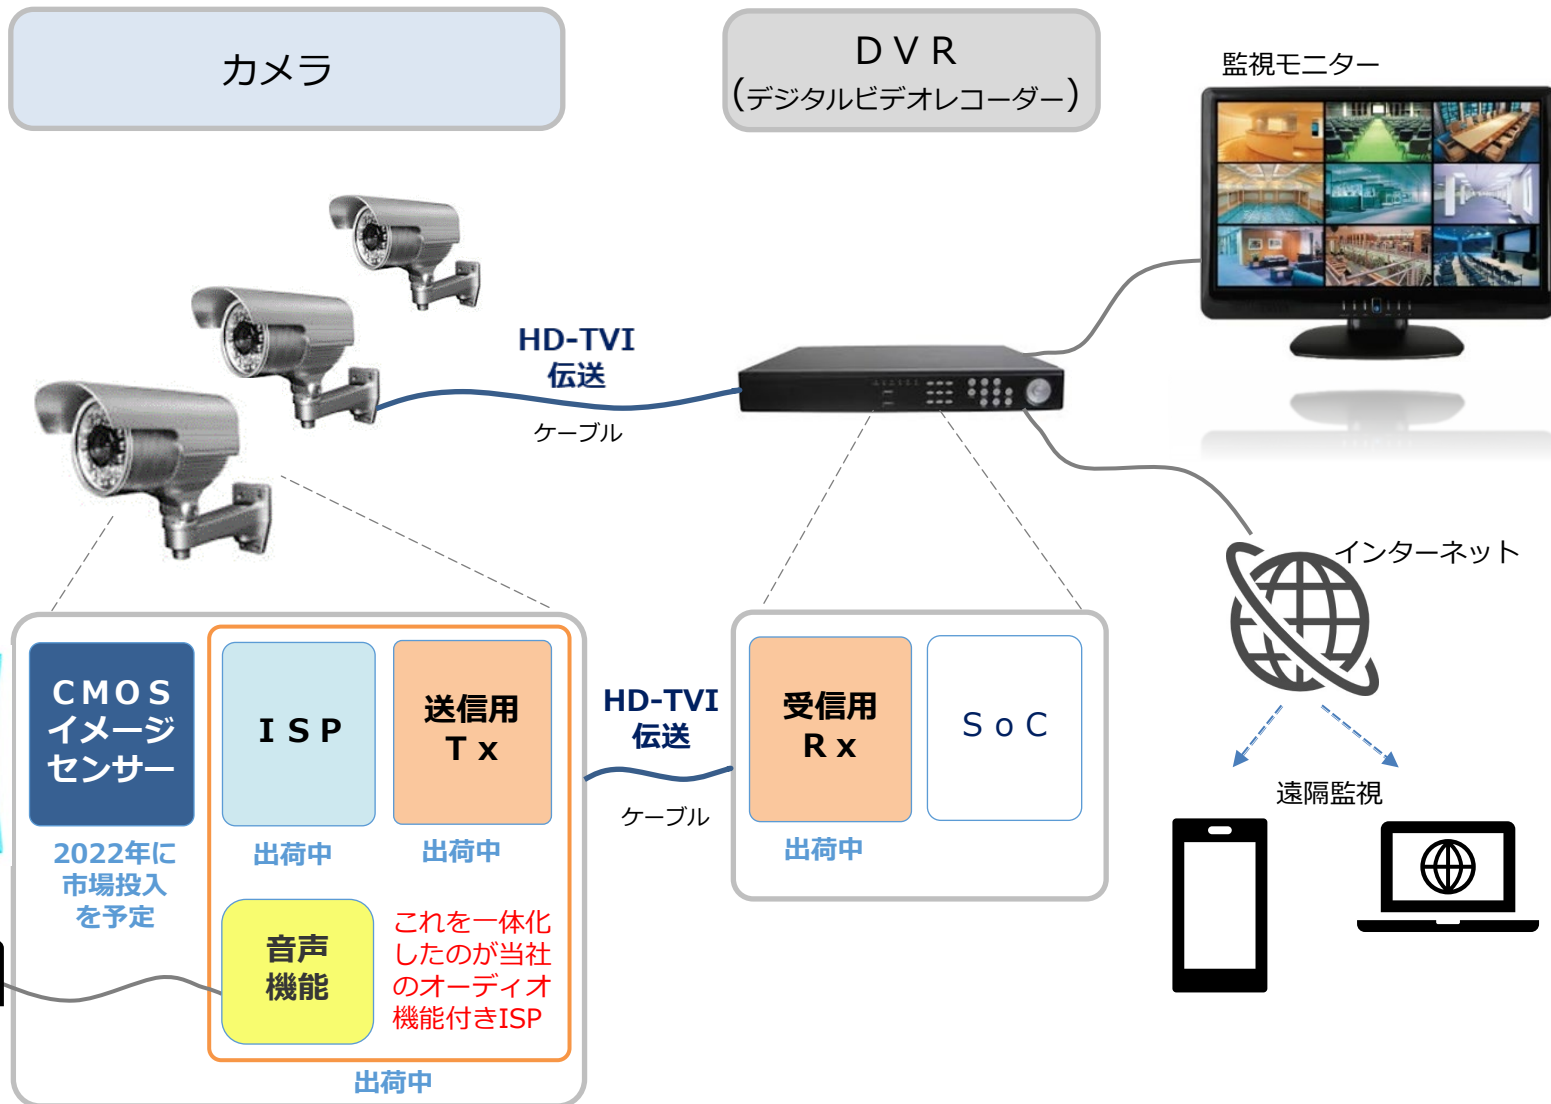 カメラ
ＤＶＲ
(デジタルビデオレコーダー)
監視モニター
HD-TVI
伝送
ケーブル
インターネット
CMOS
イメージ
センサー
2022年に
市場投入
を予定
ISP
出荷中
送信用
Tx
出荷中
音声
機能
これを一体化
したのが当社
のオーディオ
機能付きISP
出荷中
HD-TVI
伝送
ケーブル
受信用
Rx
出荷中
SoC
遠隔監視